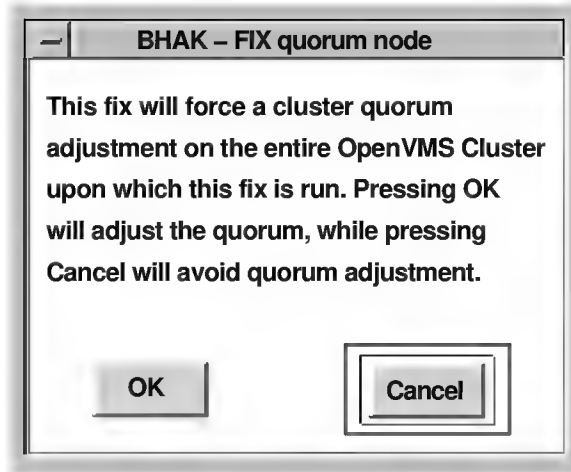 BHAK – FIX quorum node
This fix will force a cluster quorum
adjustment on the entire OpenVMS Cluster
upon which this fix is run. Pressing OK
will adjust the quorum, while pressing
Cancel will avoid quorum adjustment.
OK
Cancel